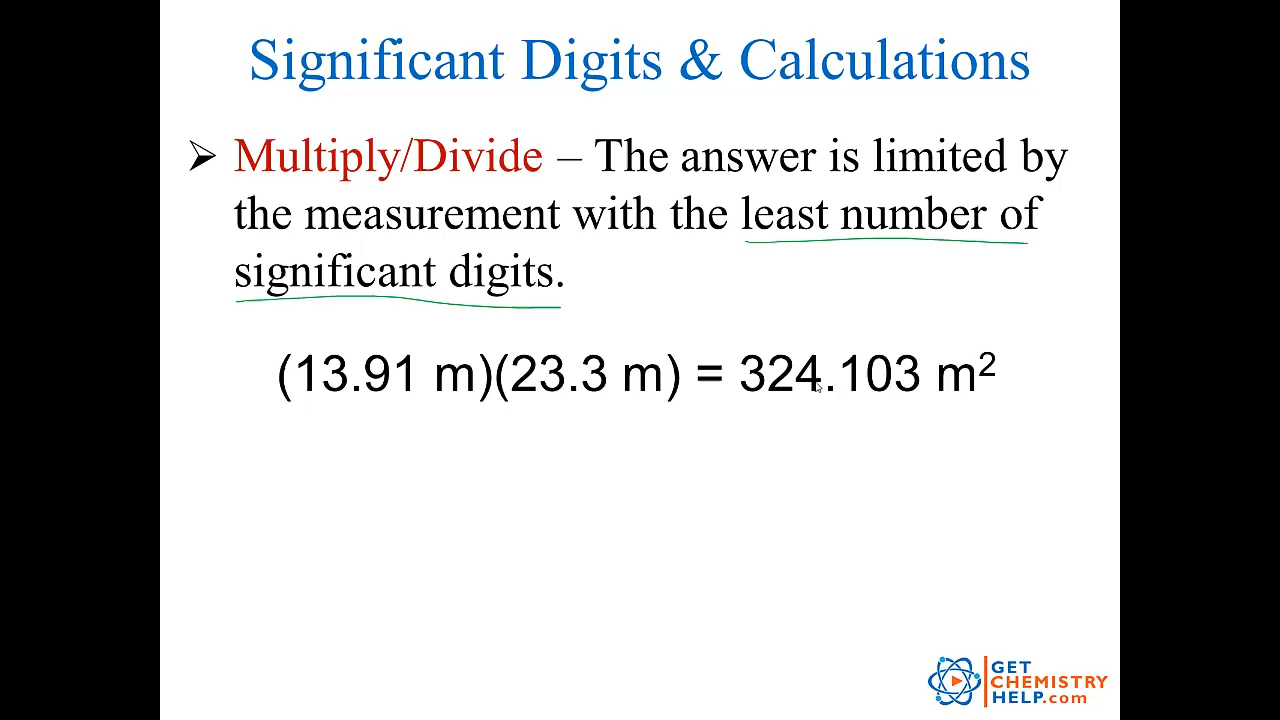 Significant Digits & Calculations
➢ Multiply/Divide – The answer is limited by
the measurement with the least number of
significant digits.
(13.91 m)(23.3 m) = 324.103 m²
GET
CHEMISTRY
HELP.com